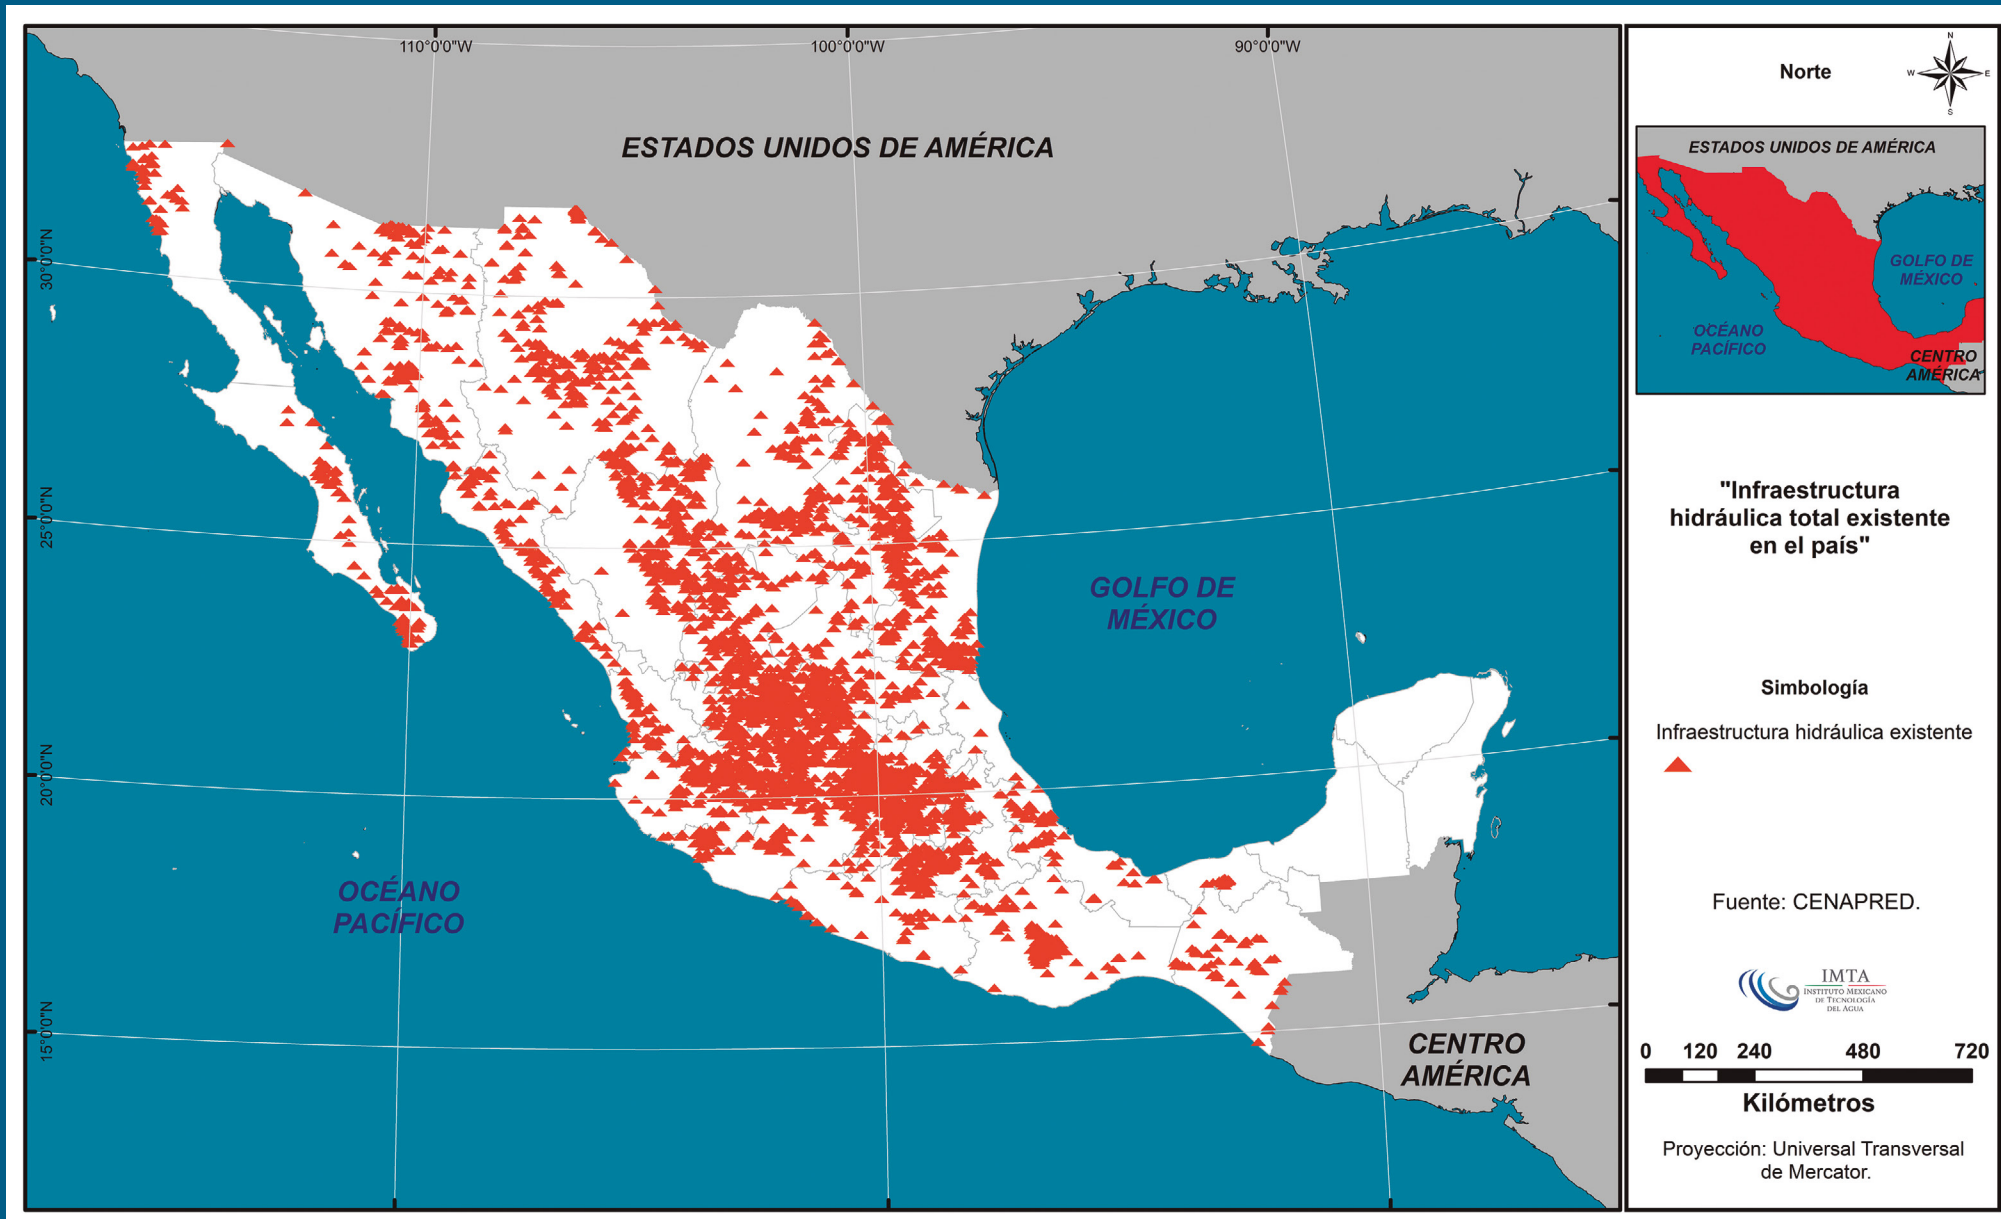 110°0'0"W
100°0'0"W
90°0'0"W
30°0'0"N
25°0'0"N
20°0'0"N
15°0'0"N
ESTADOS UNIDOS DE AMÉRICA
GOLFO DE
MÉXICO
OCÉANO
PACÍFICO
CENTRO
AMÉRICA
Norte
N
W
E
S
ESTADOS UNIDOS DE AMÉRICA
GOLFO DE
MÉXICO
OCÉANO
PACÍFICO
CENTRO
AMÉRICA
"Infraestructura
hidráulica total existente
en el país"
Simbología
Infraestructura hidráulica existente
Fuente: CENAPRED.
IMTA
INSTITUTO MEXICANO
DE TECNOLOGÍA
DEL AGUA
0 120 240 480 720
Kilómetros
Proyección: Universal Transversal
de Mercator.